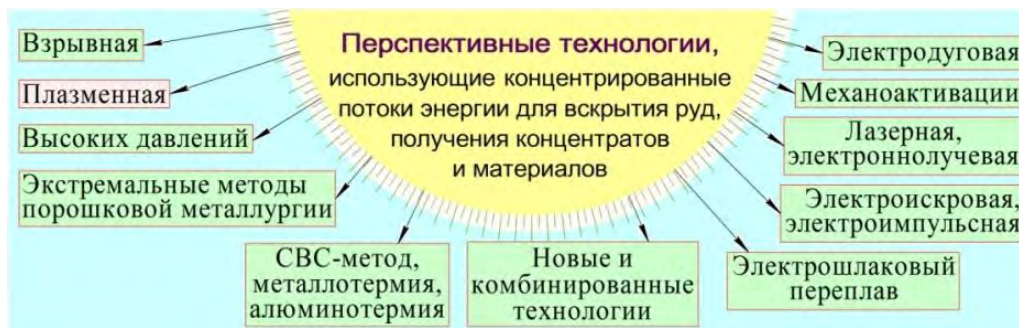 Перспективные технологии,
использующие концентрированные
потоки энергии для вскрытия руд,
получения концентратов
и материалов
Взрывная
Плазменная
Высоких давлений
Экстремальные методы
порошковой металлургии
СВС-метод,
металлотермия,
алюминотермия
Новые и
комбинированные
технологии
Электрошлаковый
переплав
Электроискровая,
электроимпульсная
Лазерная,
электроннолучевая
Механоактивации
Электродуговая